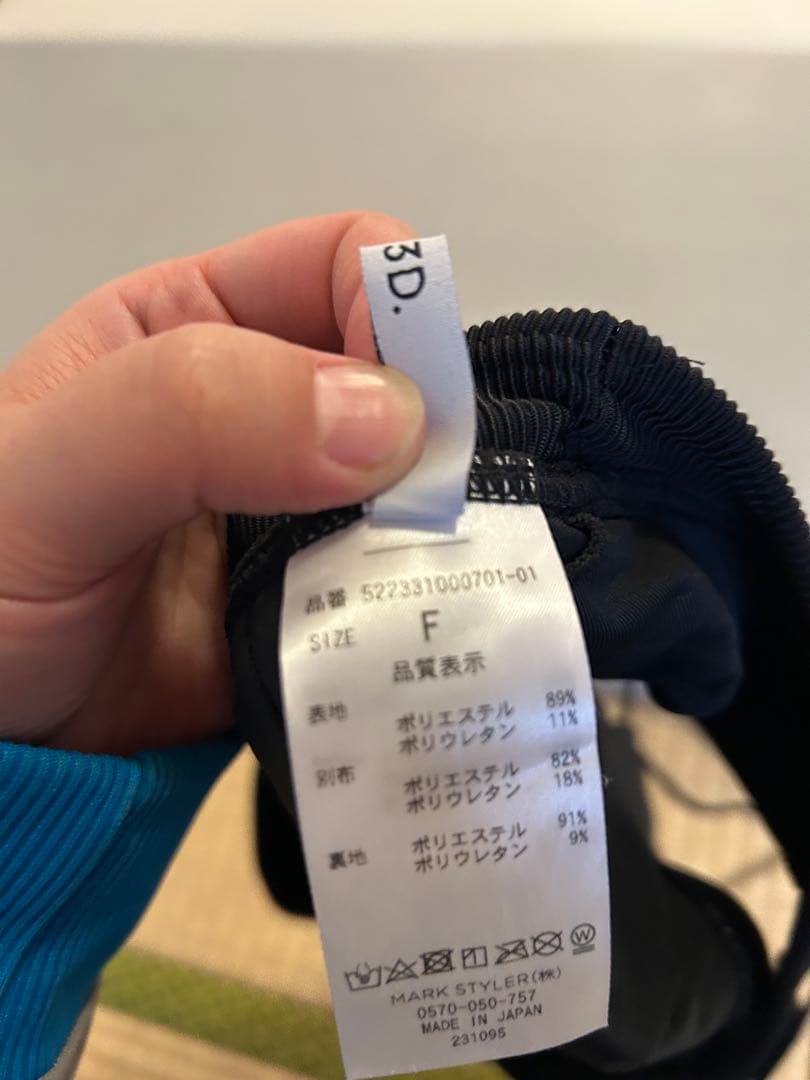 3D.
品番 522331000701-01
SIZE F
品質表示
表地 ポリエステル 89%
ポリウレタン 11%
別布 ポリエステル 82%
ポリウレタン 18%
裏地 ポリエステル 91%
ポリウレタン 9%
W
MARK STYLER(株)
0570-050-757
MADE IN JAPAN
231095